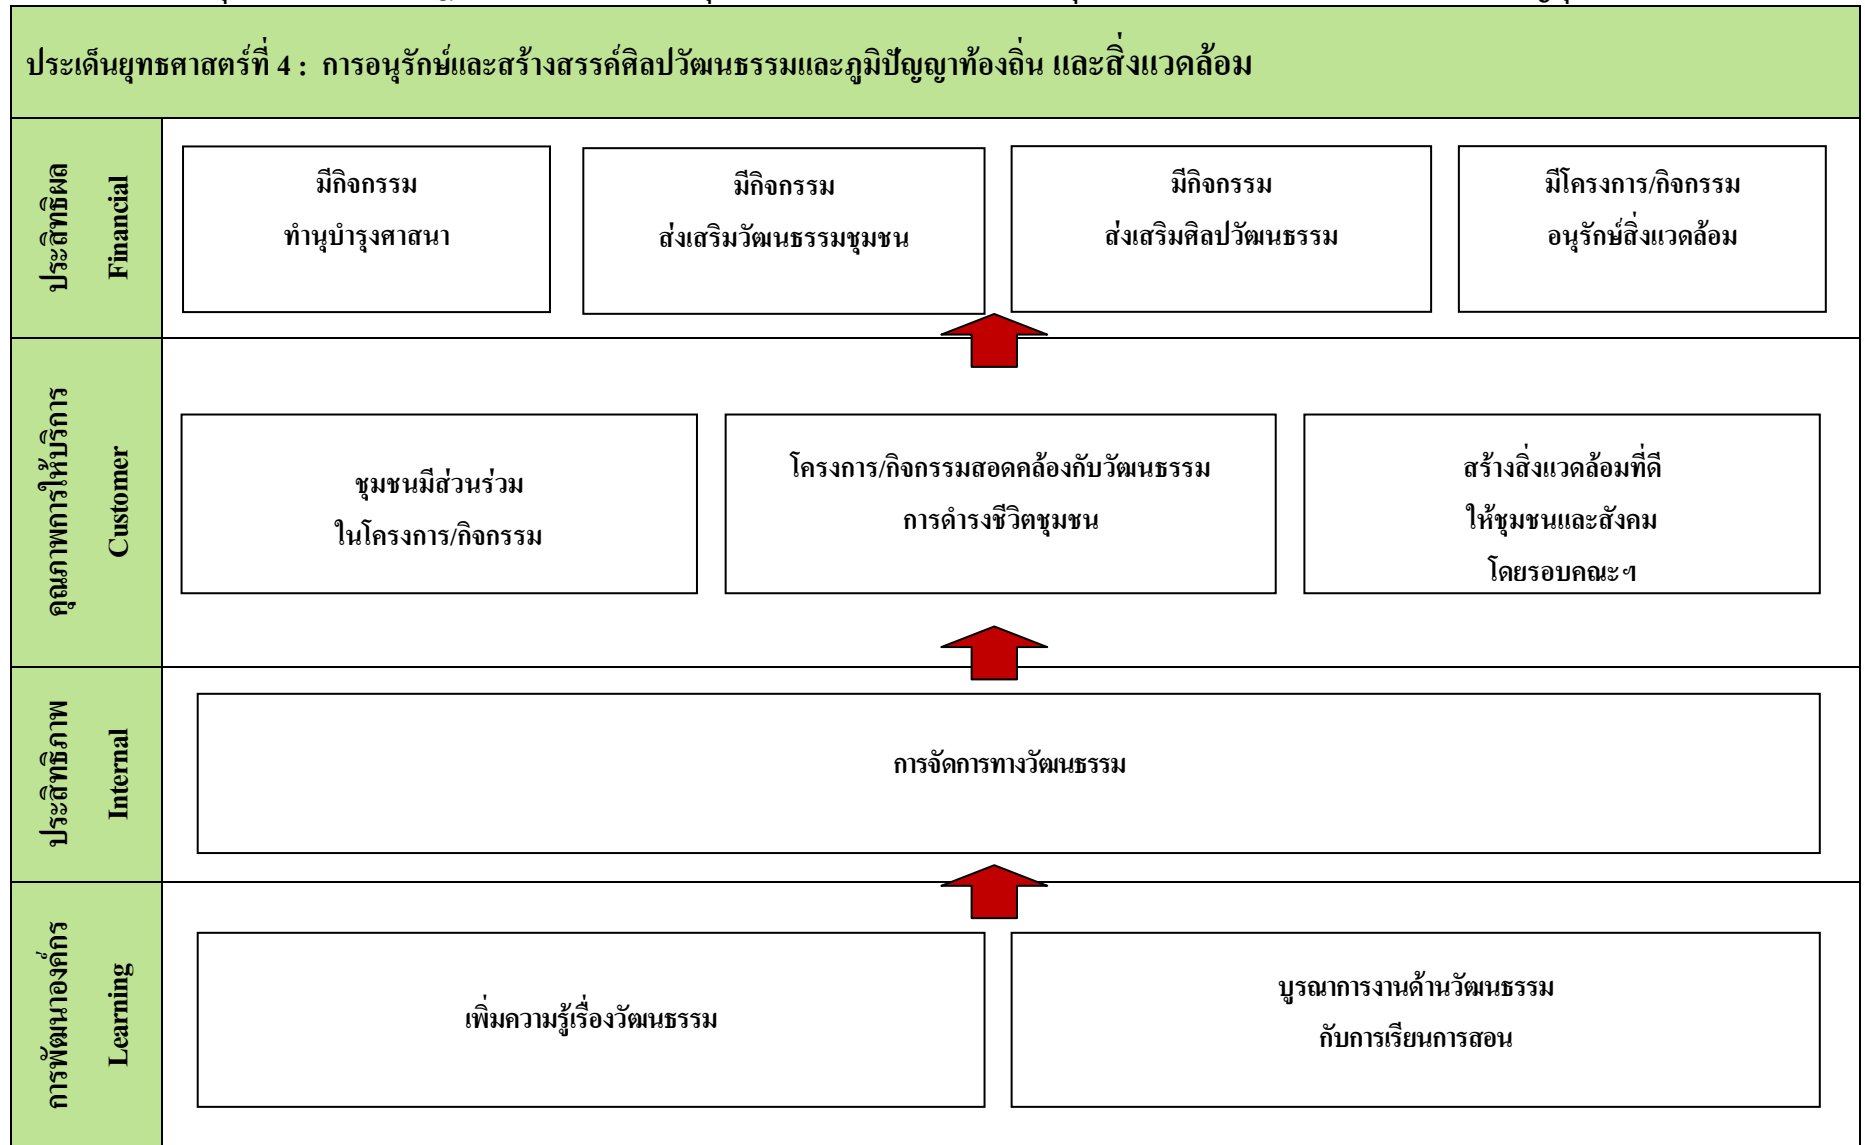 ประเด็นยุทธศาสตร์ที่ 4 : การอนุรักษ์และสร้างสรรค์ศิลปวัฒนธรรมและภูมิปัญญาท้องถิ่น และสิ่งแวดล้อม
ประสิทธิผล
Financial
มีกิจกรรม
ทำนุบำรุงศาสนา
มีกิจกรรม
ส่งเสริมวัฒนธรรมชุมชน
มีกิจกรรม
ส่งเสริมศิลปวัฒนธรรม
มีโครงการ/กิจกรรม
อนุรักษ์สิ่งแวดล้อม
คุณภาพการให้บริการ
Customer
ชุมชนมีส่วนร่วม
ในโครงการ/กิจกรรม
โครงการ/กิจกรรมสอดคล้องกับวัฒนธรรม
การดำรงชีวิตชุมชน
สร้างสิ่งแวดล้อมที่ดี
ให้ชุมชนและสังคม
โดยรอบคณะฯ
ประสิทธิภาพ
Internal
การจัดการทางวัฒนธรรม
การพัฒนาองค์กร
Learning
เพิ่มความรู้เรื่องวัฒนธรรม
บูรณาการงานด้านวัฒนธรรม
กับการเรียนการสอน